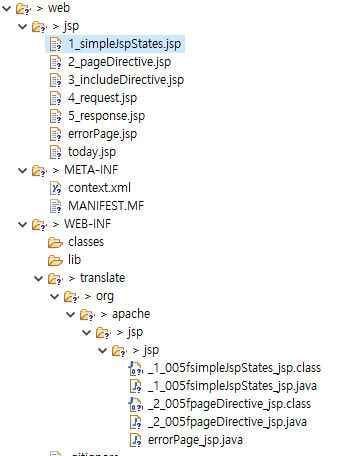 > web
> jsp
1_simpleJspStates.jsp
2_pageDirective.jsp
3_includeDirective.jsp
4_request.jsp
5_response.jsp
errorPage.jsp
today.jsp
> META-INF
context.xml
MANIFEST.MF
> WEB-INF
classes
lib
> translate
> org
> apache
> jsp
> jsp
_1_005fsimpleJspStates_jsp.class
_1_005fsimpleJspStates_jsp.java
_2_005fpageDirective_jsp.class
_2_005fpageDirective_jsp.java
errorPage_jsp.java